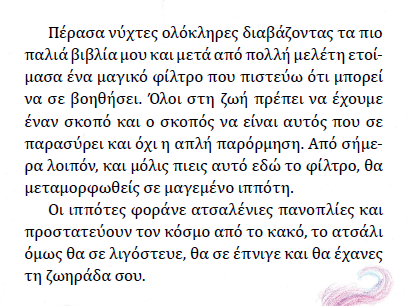 Πέρασα νύχτες ολόκληρες διαβάζοντας τα πιο
παλιά βιβλία μου και μετά από πολλή μελέτη ετοί-
μασα ένα μαγικό φίλτρο που πιστεύω ότι μπορεί
να σε βοηθήσει. Όλοι στη ζωή πρέπει να έχουμε
έναν σκοπό και ο σκοπός να είναι αυτός που σε
παρασύρει και όχι η απλή παρόρμηση. Από σήμε-
ρα λοιπόν, και μόλις πιεις αυτό εδώ το φίλτρο, θα
μεταμορφωθείς σε μαγεμένο ιππότη.
Οι ιππότες φοράνε ατσαλένιες πανοπλίες και
προστατεύουν τον κόσμο από το κακό, το ατσάλι
όμως θα σε λιγόστευε, θα σε έπνιγε και θα έχανες
τη ζωηράδα σου.